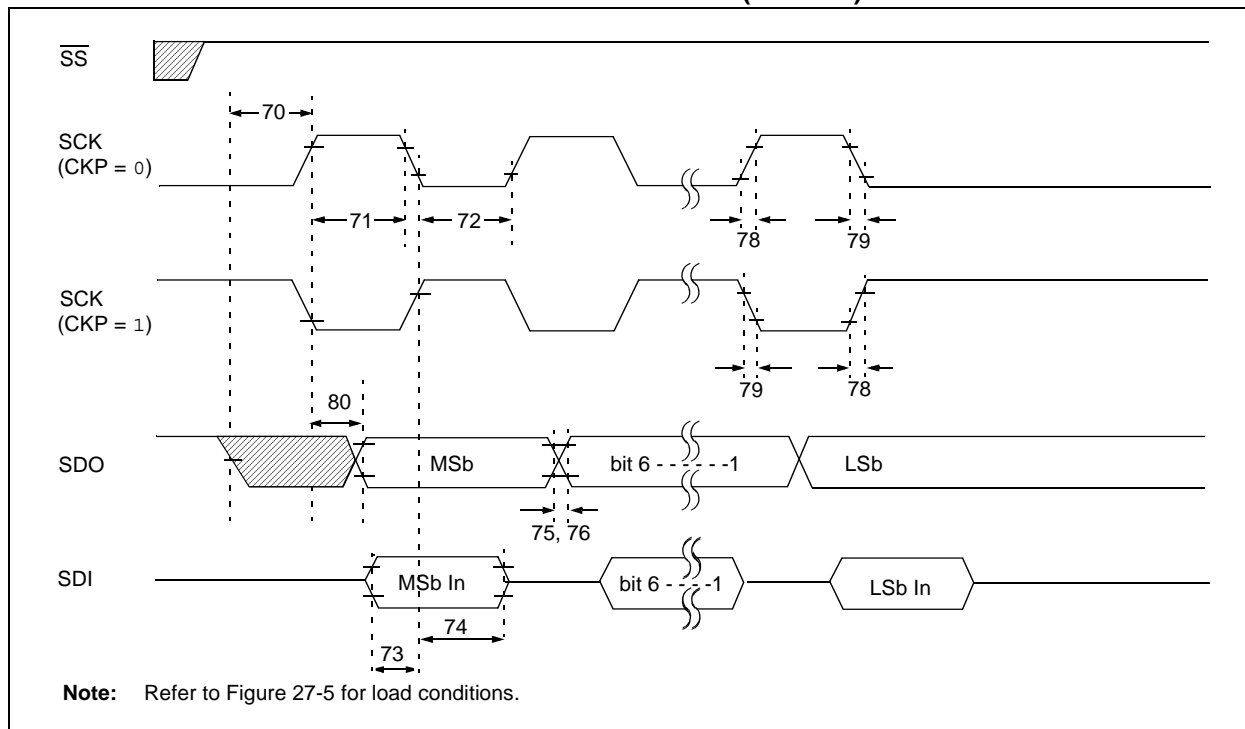 SS
70
SCK
(CKP = 0)
71
72
78
79
SCK
(CKP = 1)
79
78
80
SDO
MSb
bit 6 - - - - - -1
LSb
75, 76
SDI
MSb In
bit 6 - - - -1
LSb In
74
73
Note: Refer to Figure 27-5 for load conditions.